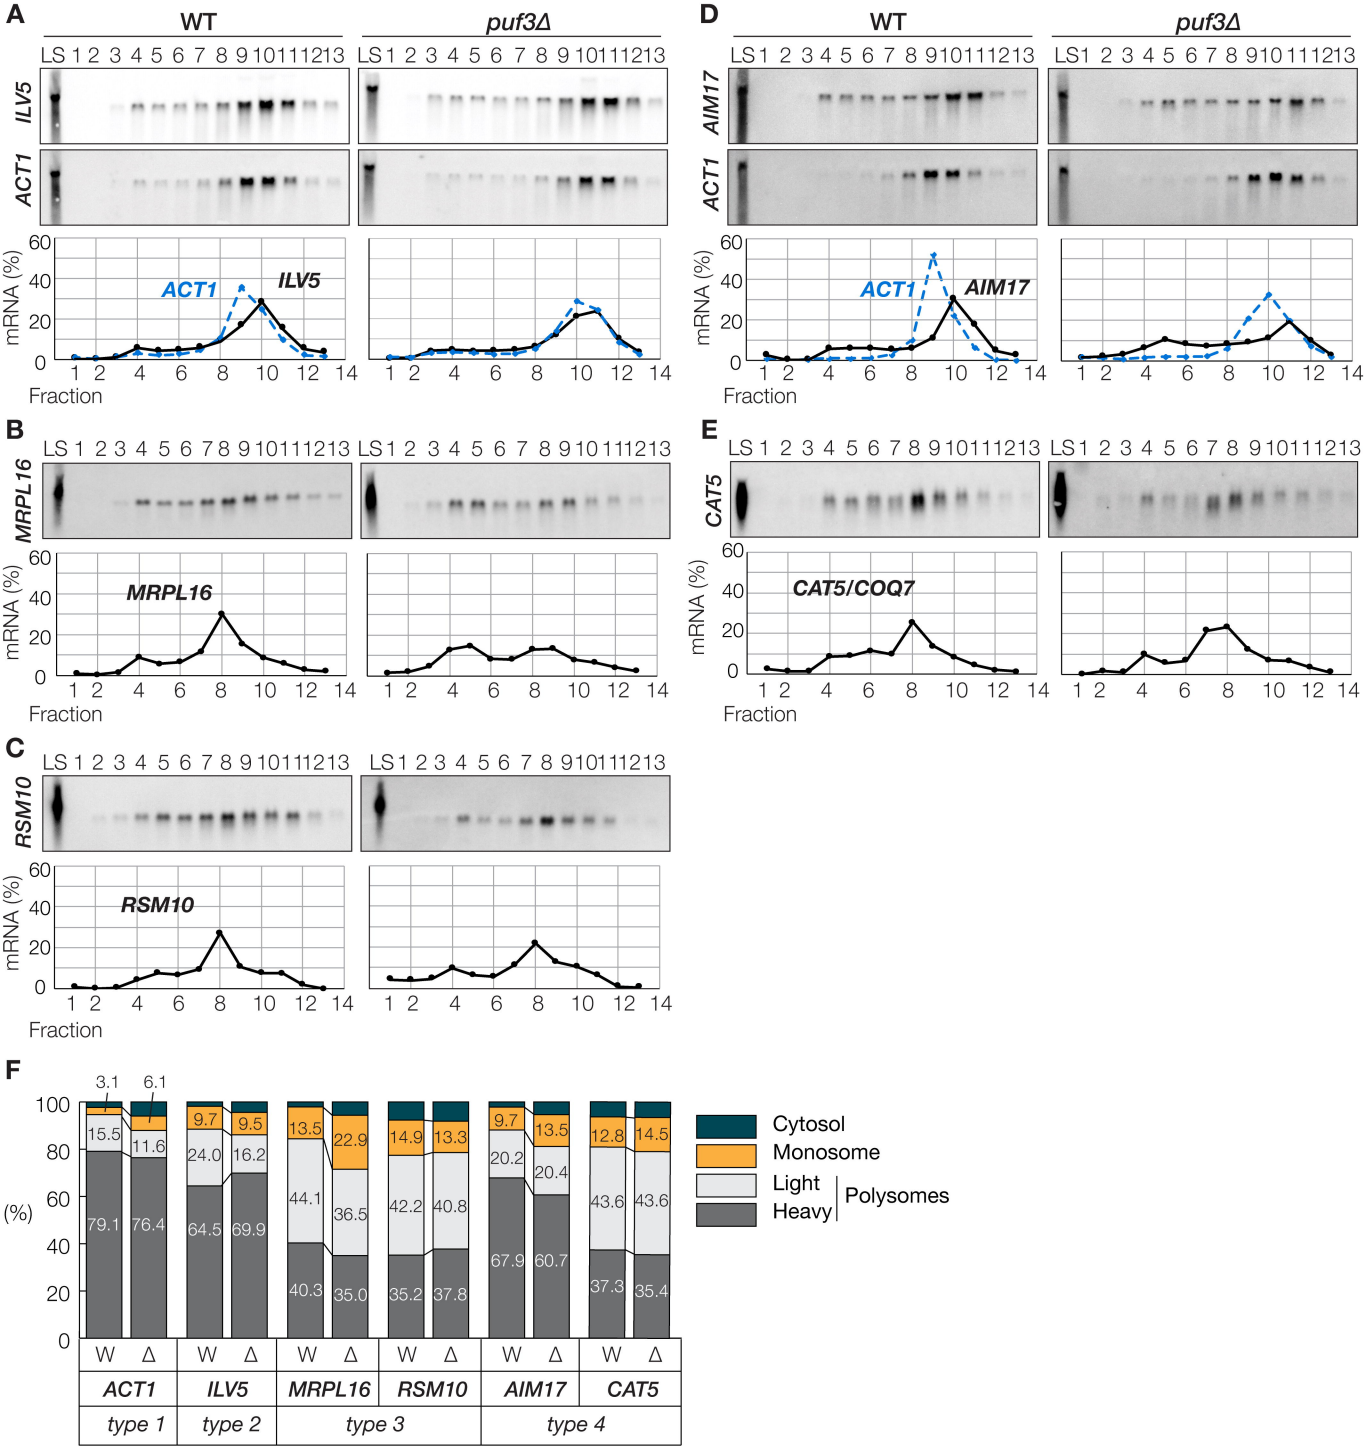 A
WT
puf3Δ
LS 1 2 3 4 5 6 7 8 9 10 11 12 13
LS 1 2 3 4 5 6 7 8 9 10 11 12 13
ILV5
ACT1
mRNA (%)
60
40
20
0
ACT1
ILV5
1 2 4 6 8 10 12 14
1 2 4 6 8 10 12 14
Fraction
B
LS 1 2 3 4 5 6 7 8 9 10 11 12 13
LS 1 2 3 4 5 6 7 8 9 10 11 12 13
MRPL16
mRNA (%)
60
40
20
0
MRPL16
1 2 4 6 8 10 12 14
1 2 4 6 8 10 12 14
Fraction
C
LS 1 2 3 4 5 6 7 8 9 10 11 12 13
LS 1 2 3 4 5 6 7 8 9 10 11 12 13
RSM10
mRNA (%)
60
40
20
0
RSM10
1 2 4 6 8 10 12 14
1 2 4 6 8 10 12 14
Fraction
D
WT
puf3Δ
LS 1 2 3 4 5 6 7 8 9 10 11 12 13
LS 1 2 3 4 5 6 7 8 9 10 11 12 13
AIM17
ACT1
mRNA (%)
60
40
20
0
ACT1
AIM17
1 2 4 6 8 10 12 14
1 2 4 6 8 10 12 14
Fraction
E
LS 1 2 3 4 5 6 7 8 9 10 11 12 13
LS 1 2 3 4 5 6 7 8 9 10 11 12 13
CAT5
mRNA (%)
60
40
20
0
CAT5/COQ7
1 2 4 6 8 10 12 14
1 2 4 6 8 10 12 14
Fraction
F
3.1 6.1
100
80
60
40
20
0
(%)
15.5 11.6
79.1 76.4
9.7 9.5
24.0 16.2
64.5 69.9
13.5 22.9
44.1 36.5
40.3 35.0
14.9 13.3
42.2 40.8
35.2 37.8
9.7 13.5
20.2 20.4
67.9 60.7
12.8 14.5
43.6 43.6
37.3 35.4
W Δ W Δ W Δ W Δ W Δ W Δ
ACT1 ILV5 MRPL16 RSM10 AIM17 CAT5
type 1 type 2 type 3 type 4
Cytosol
Monosome
Light
Heavy
Polysomes